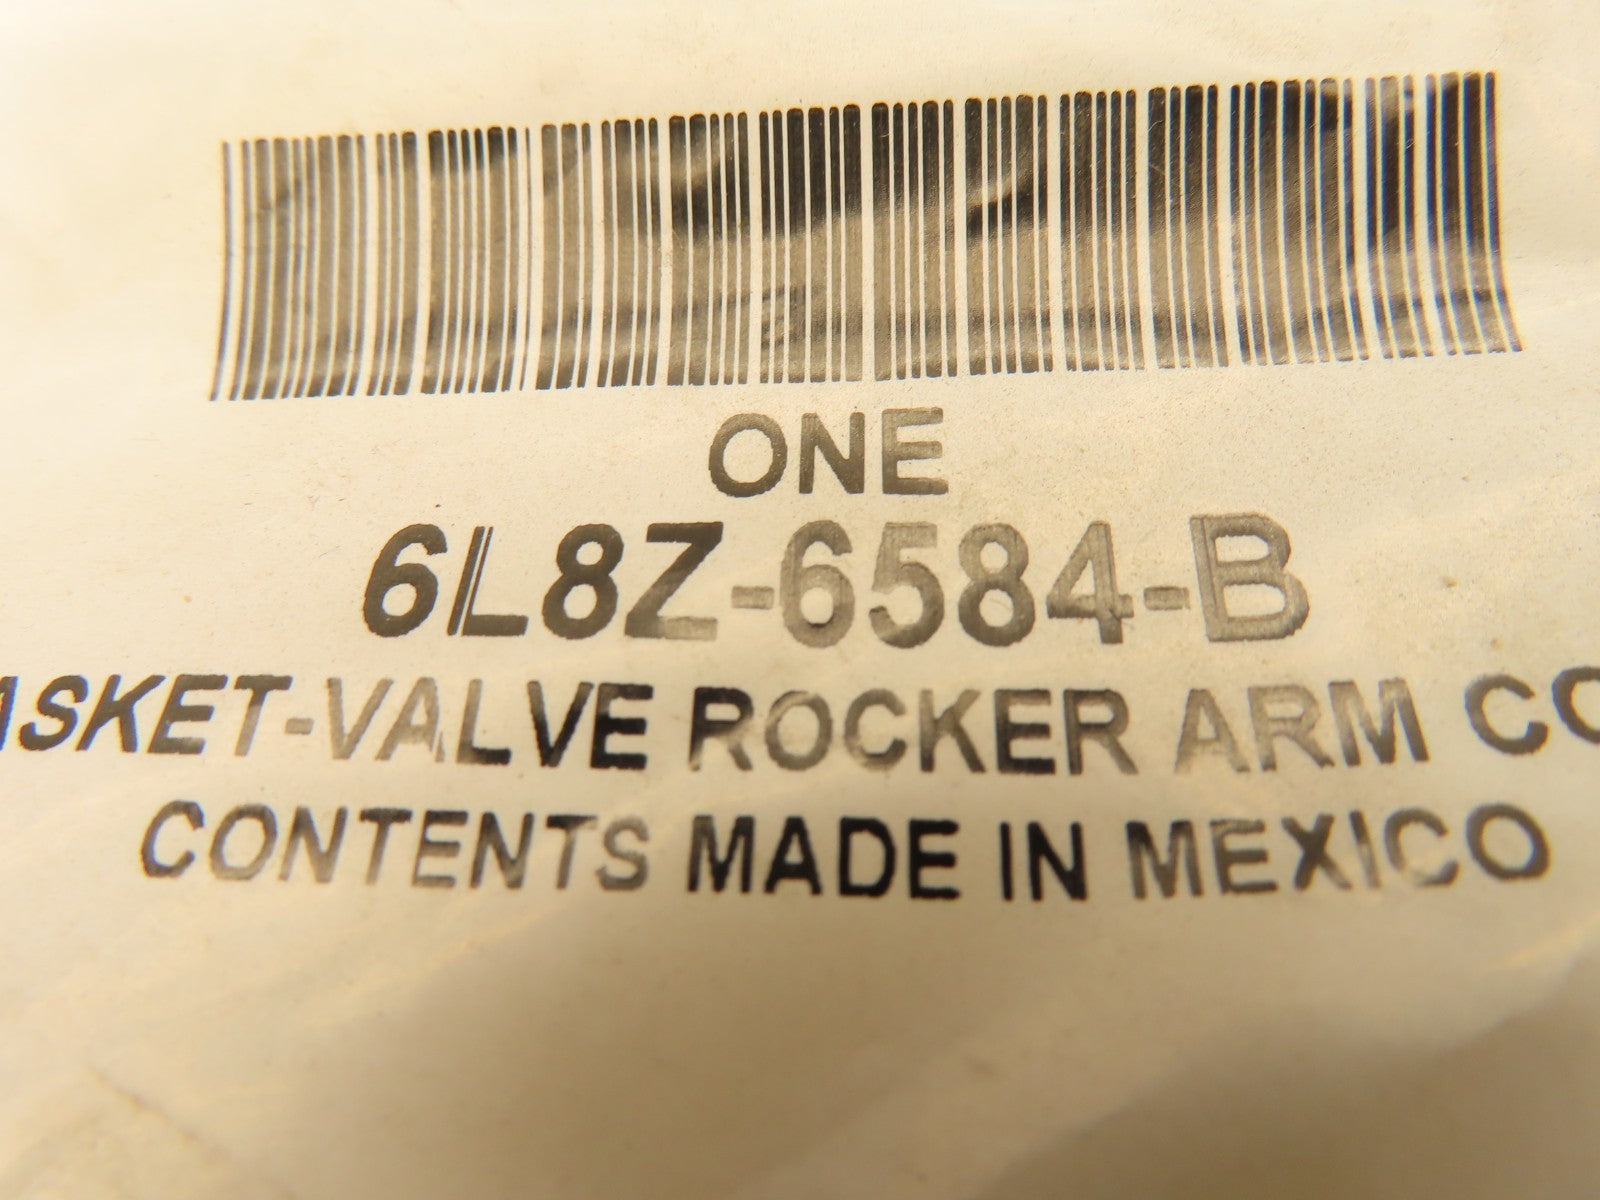 ONE
6L8Z-6584-B
ASKET-VALVE ROCKER ARM CO
CONTENTS MADE IN MEXICO